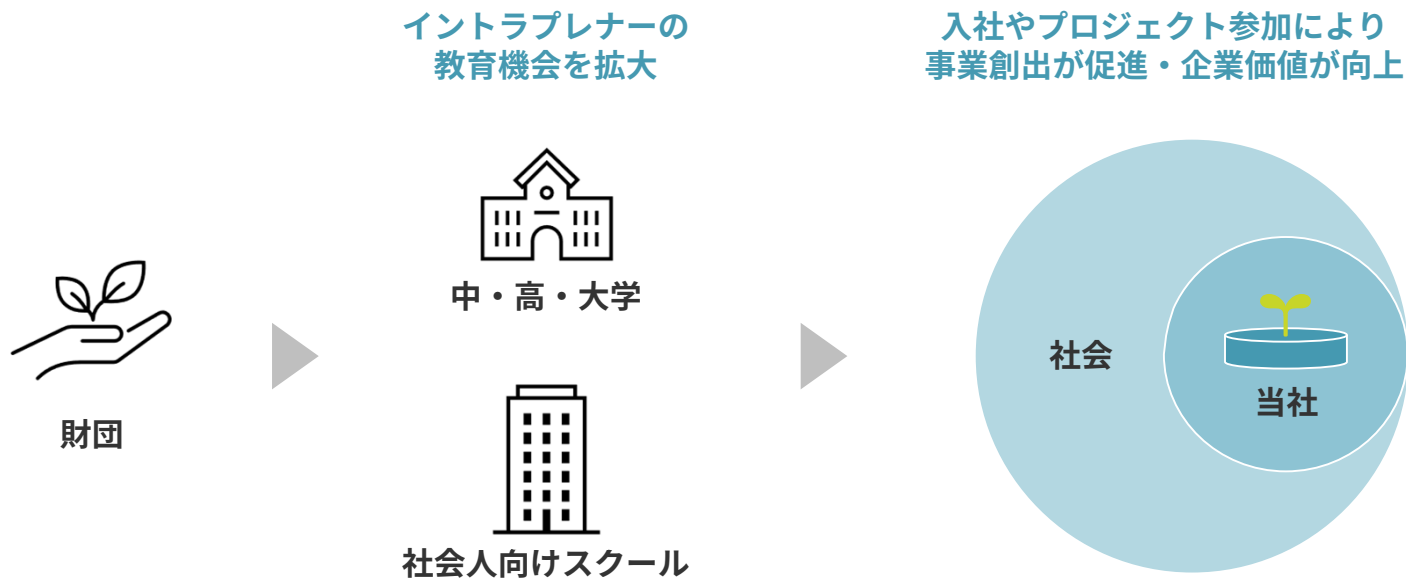 イントラプレナーの
教育機会を拡大
入社やプロジェクト参加により
事業創出が促進・企業価値が向上
財団
中・高・大学
社会人向けスクール
社会
当社